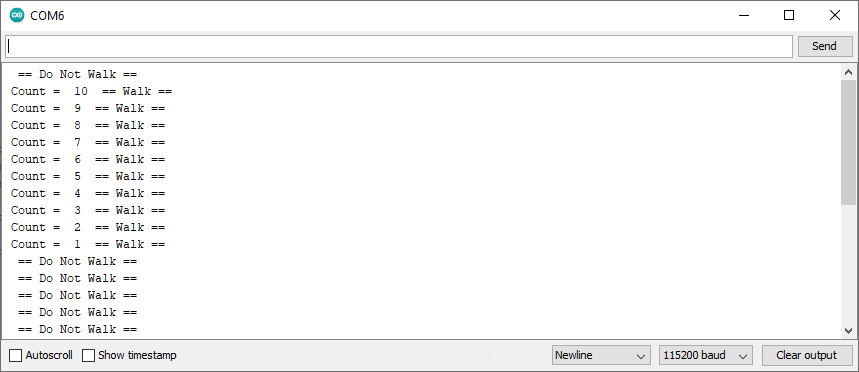 COM6
Send
== Do Not Walk ==
Count =  10  == Walk ==
Count =  9  == Walk ==
Count =  8  == Walk ==
Count =  7  == Walk ==
Count =  6  == Walk ==
Count =  5  == Walk ==
Count =  4  == Walk ==
Count =  3  == Walk ==
Count =  2  == Walk ==
Count =  1  == Walk ==
== Do Not Walk ==
== Do Not Walk ==
== Do Not Walk ==
== Do Not Walk ==
== Do Not Walk ==
Autoscroll Show timestamp Newline 115200 baud Clear output